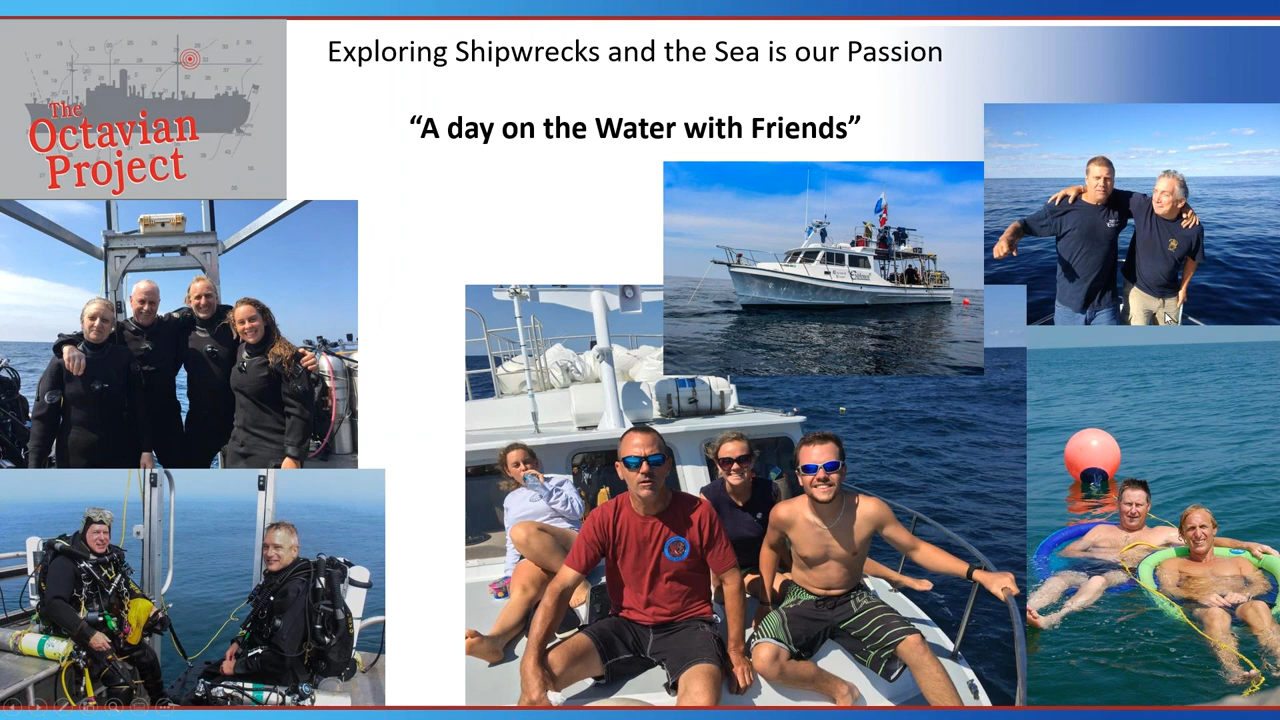 Exploring Shipwrecks and the Sea is our Passion
The
Octavian
Project
“A day on the Water with Friends”